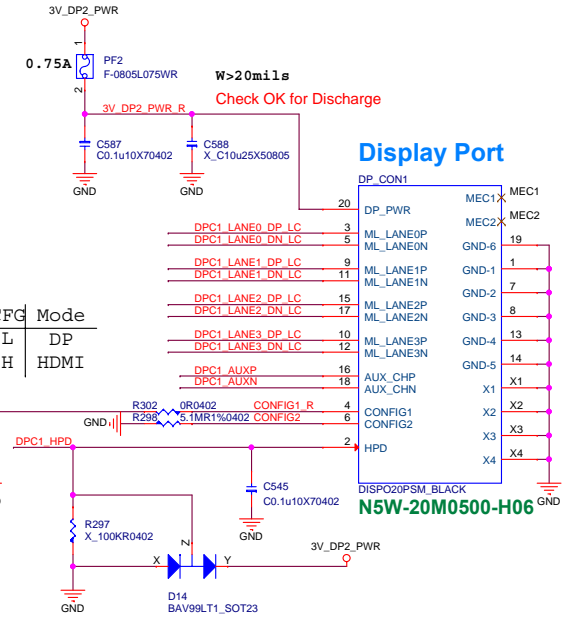 3V_DP2_PWR
1
0.75A
PF2
F-0805L075WR
2
W>20mils
Check OK for Discharge
3V_DP2_PWR_R
C587
C0.1u10X70402
C588
X_C10u25X50805
GND
GND
Display Port
DP_CON1
MEC1
MEC1
MEC2
MEC2
20
DP_PWR
DPC1_LANE0_DP_LC
3
ML_LANE0P
DPC1_LANE0_DN_LC
5
ML_LANE0N
DPC1_LANE1_DP_LC
9
ML_LANE1P
DPC1_LANE1_DN_LC
11
ML_LANE1N
DPC1_LANE2_DP_LC
15
ML_LANE2P
DPC1_LANE2_DN_LC
17
ML_LANE2N
DPC1_LANE3_DP_LC
10
ML_LANE3P
DPC1_LANE3_DN_LC
12
ML_LANE3N
DPC1_AUXP
16
AUX_CHP
DPC1_AUXN
18
AUX_CHN
R302
0R0402
CONFIG1_R
4
CONFIG1
GND
R298
5.1MR1%0402
CONFIG2
6
CONFIG2
DPC1_HPD
2
HPD
GND-6
19
GND-1
1
GND-2
7
GND-3
8
GND-4
13
GND-5
14
X1
X1
X2
X2
X3
X3
X4
X4
GND
DISPO20PSM_BLACK
N5W-20M0500-H06
FG Mode
L DP
H HDMI
C545
C0.1u10X70402
GND
R297
X_100KR0402
GND
X
Z
Y
3V_DP2_PWR
D14
BAV99LT1_SOT23